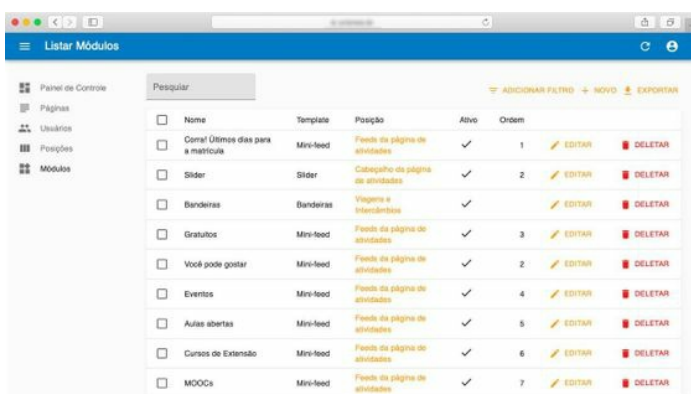 Listar Módulos
Painel de Controle
Páginas
Usuários
Posições
Módulos
Pesquiar
ADICIONAR FILTRO + NOVO EXPORTAR
Nome Template Posição Ativo Ordem
Corra! Últimos dias para Mini-feed Feeds da página de 1 EDITAR DELETAR
a matrícula atividades
Slider Slider Cabeçalho da página 2 EDITAR DELETAR
de atividades
Bandeiras Bandeiras Viagens e EDITAR DELETAR
Intercâmbios
Gratuitos Mini-feed Feeds da página de 3 EDITAR DELETAR
atividades
Você pode gostar Mini-feed Feeds da página de 2 EDITAR DELETAR
atividades
Eventos Mini-feed Feeds da página de 4 EDITAR DELETAR
atividades
Aulas abertas Mini-feed Feeds da página de 5 EDITAR DELETAR
atividades
Cursos de Extensão Mini-feed Feeds da página de 6 EDITAR DELETAR
atividades
MOOCs Mini-feed Feeds da página de 7 EDITAR DELETAR
atividades